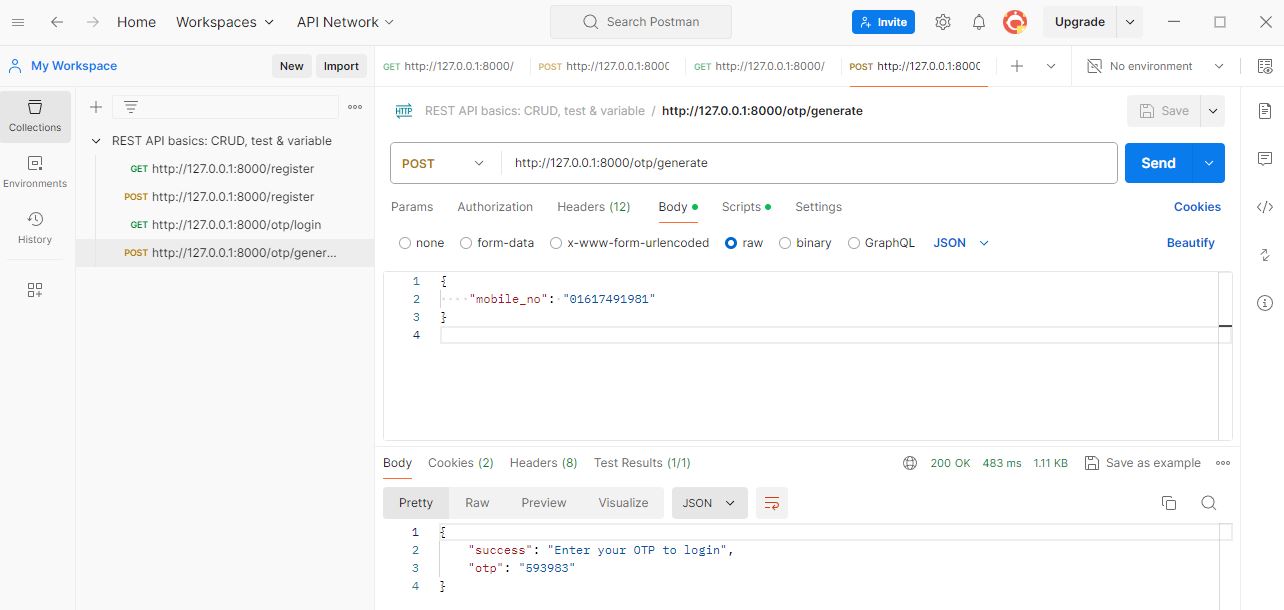 Home Workspaces API Network Search Postman Invite Upgrade
My Workspace New Import GET http://127.0.0.1:8000/ POST http://127.0.0.1:800C GET http://127.0.0.1:8000/ POST http://127.0.0.1:800C No environment
Collections
Environments
History
REST API basics: CRUD, test & variable
GET http://127.0.0.1:8000/register
POST http://127.0.0.1:8000/register
GET http://127.0.0.1:8000/otp/login
POST http://127.0.0.1:8000/otp/gener...
HTTP REST API basics: CRUD, test & variable / http://127.0.0.1:8000/otp/generate Save
POST http://127.0.0.1:8000/otp/generate Send
Params Authorization Headers (12) Body Scripts Settings Cookies
none form-data x-www-form-urlencoded raw binary GraphQL JSON Beautify
1 {
2 "mobile_no": "01617491981"
3 }
4
Body Cookies (2) Headers (8) Test Results (1/1) 200 OK 483 ms 1.11 KB Save as example
Pretty Raw Preview Visualize JSON
1 {
2 "success": "Enter your OTP to login",
3 "otp": "593983"
4 }